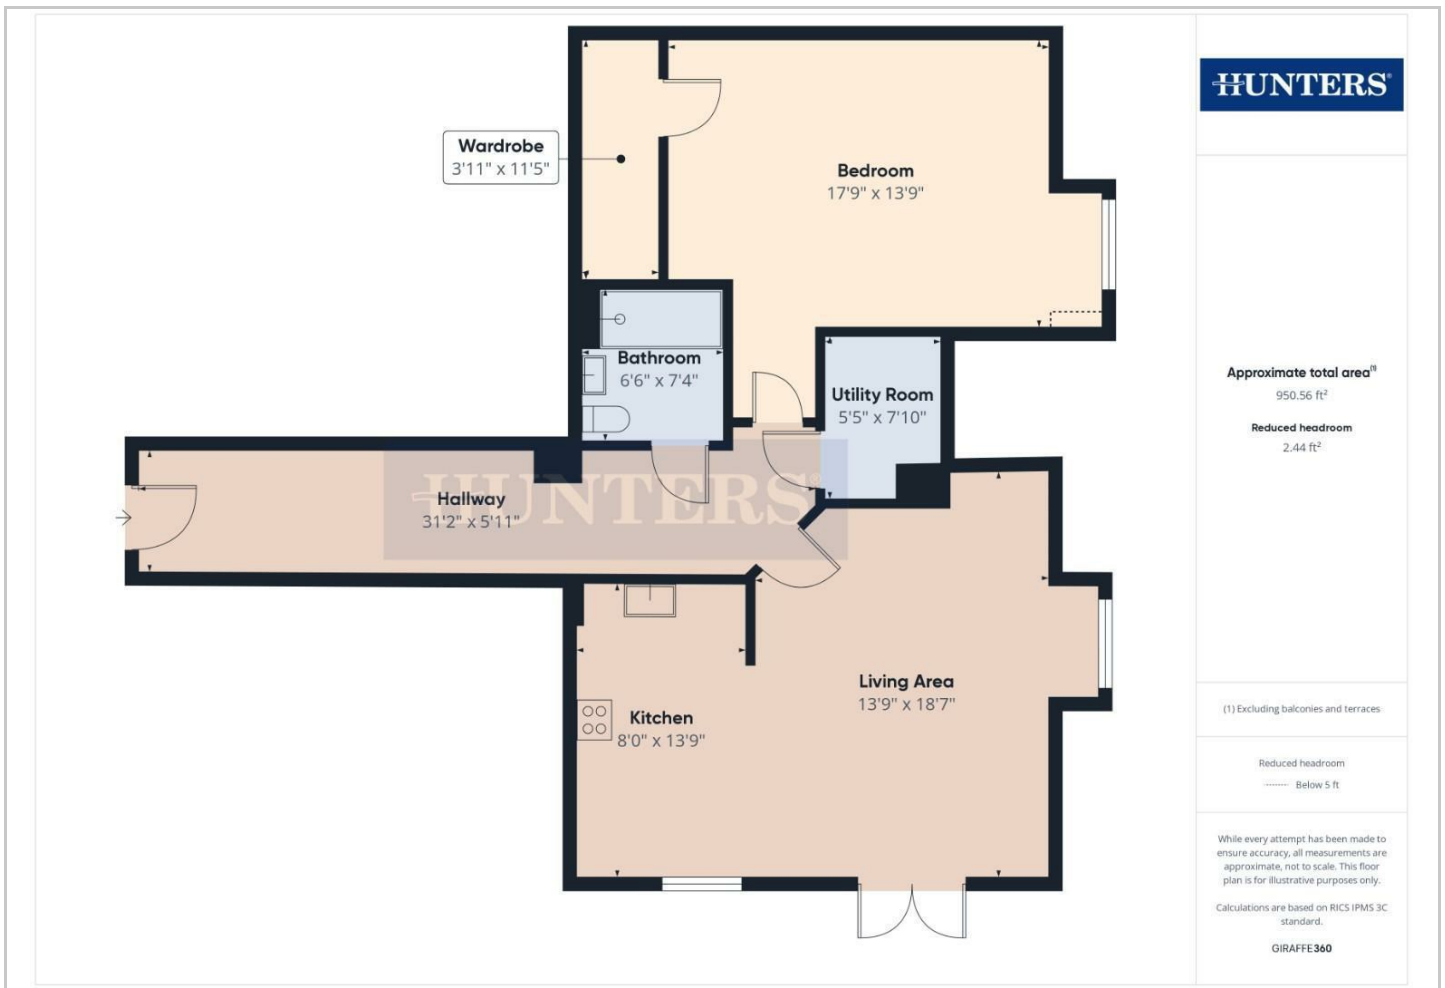 Wardrobe
3'11" x 11'5"
Bedroom
17'9" x 13'9"
Bathroom
6'6" x 7'4"
Utility Room
5'5" x 7'10"
HUNTERS®
Hallway
31'2" x 5'11"
Kitchen
8'0" x 13'9"
Living Area
13'9" x 18'7"
HUNTERS®
Approximate total area(1)
950.56 ft²
Reduced headroom
2.44 ft²
(1) Excluding balconies and terraces
Reduced headroom
Below 5 ft
While every attempt has been made to
ensure accuracy, all measurements are
approximate, not to scale. This floor
plan is for illustrative purposes only.
Calculations are based on RICS IPMS 3C
standard.
GIRAFFE360